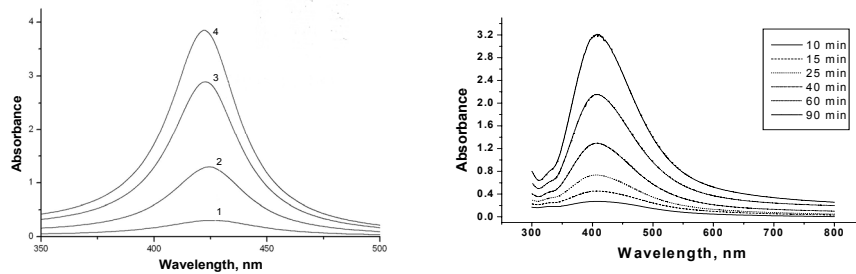 Absorbance
4
3
2
1
0
4
3
2
1
350
400
450
500
Wavelength, nm
Absorbance
3.2
2.8
2.4
2.0
1.6
1.2
0.8
0.4
0.0
300
400
500
600
700
800
Wavelength, nm
10 min
15 min
25 min
40 min
60 min
90 min